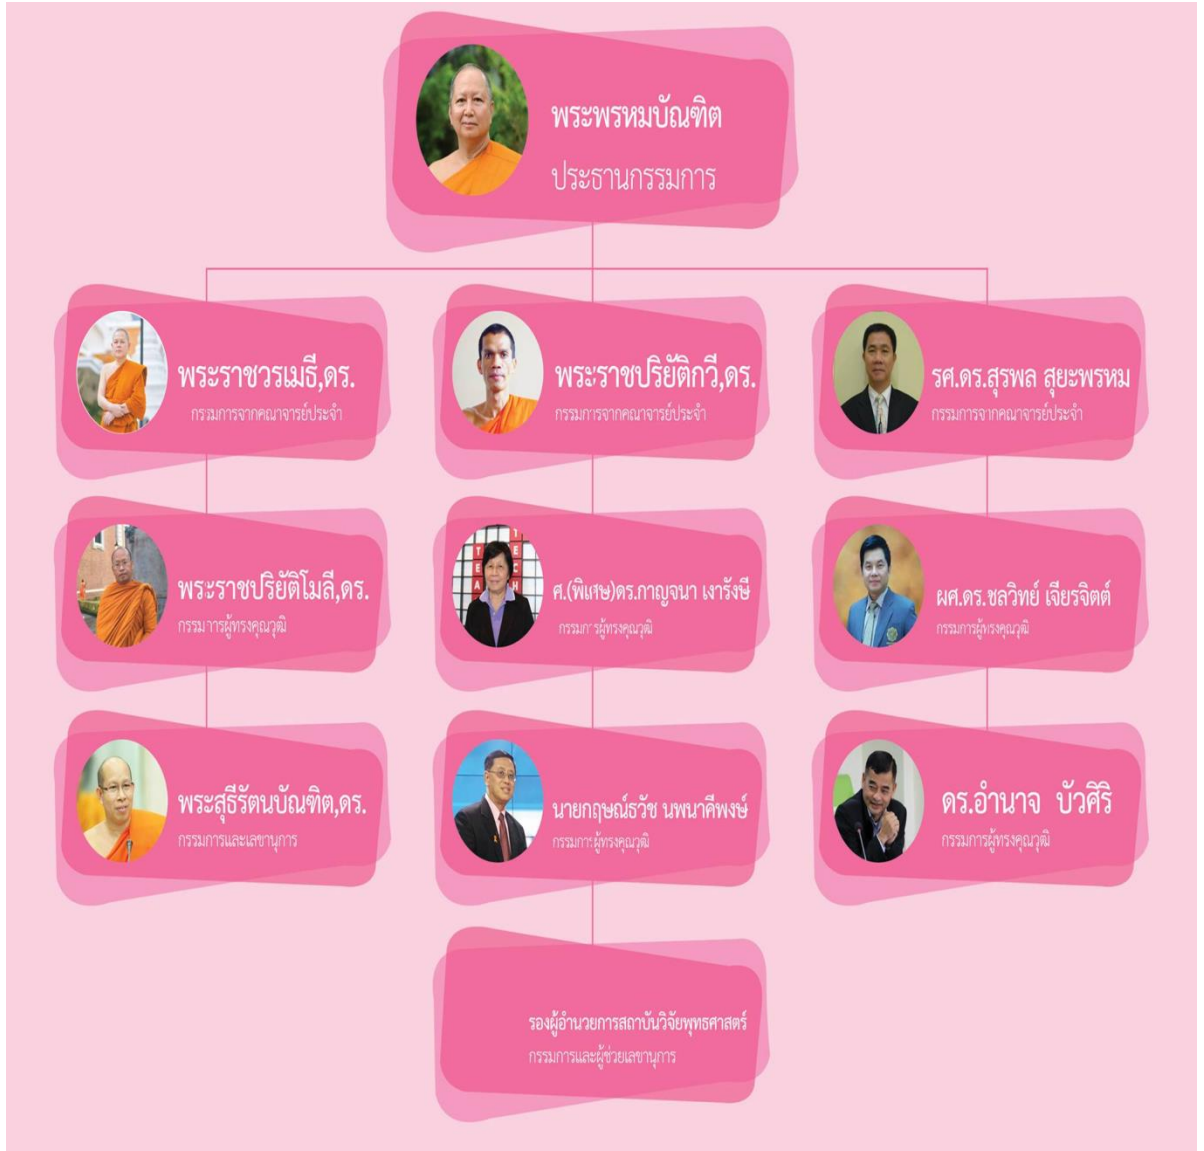 พระพรหมบัณฑิต
ประธานกรรมการ
พระราชวรเมธี,ดร.
กรรมการจากคณาจารย์ประจำ
พระราชปริยัติกวี,ดร.
กรรมการจากคณาจารย์ประจำ
รศ.ดร.สุรพล สุยะพรหม
กรรมการจากคณาจารย์ประจำ
พระราชปริยัติโมลี,ดร.
กรรมการผู้ทรงคุณวุฒิ
ศ.(พิเศษ)ดร.กาญจนา เงารังษี
กรรมการผู้ทรงคุณวุฒิ
ผศ.ดร.ชลวิทย์ เจียรจิตต์
กรรมการผู้ทรงคุณวุฒิ
พระสุธีรัตนบัณฑิต,ดร.
กรรมการและเลขานุการ
นายกฤษณ์ธวัช นพนาคีพงษ์
กรรมการผู้ทรงคุณวุฒิ
ดร.อำนาจ บัวศิริ
กรรมการผู้ทรงคุณวุฒิ
รองผู้อำนวยการสถาบันวิจัยพุทธศาสตร์
กรรมการและผู้ช่วยเลขานุการ